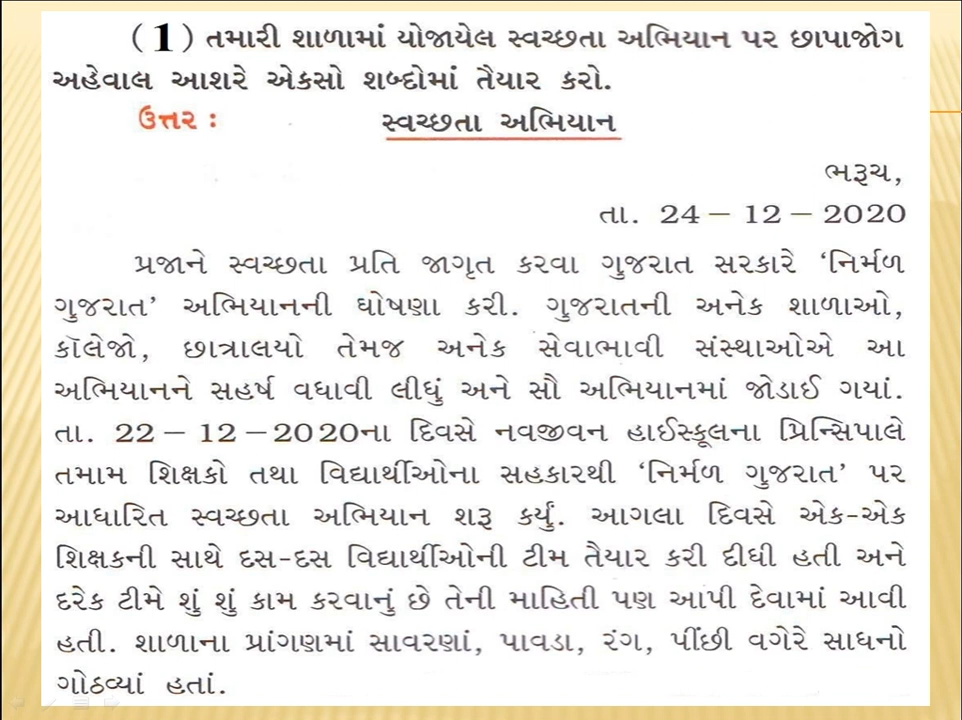 (1) તમારી શાળામાં યોજાયેલ સ્વચ્છતા અભિયાન પર છાપાજોગ
અહેવાલ આશરે એકસો શબ્દોમાં તૈયાર કરો.
ઉત્તર : સ્વચ્છતા અભિયાન
ભરૂચ,
તા. 24 – 12 – 2020
પ્રજાને સ્વચ્છતા પ્રતિ જાગૃત કરવા ગુજરાત સરકારે ‘નિર્મળ
ગુજરાત’ અભિયાનની ઘોષણા કરી. ગુજરાતની અનેક શાળાઓ,
કૉલેજો, છાત્રાલયો તેમજ અનેક સેવાભાવી સંસ્થાઓએ આ
અભિયાનને સહર્ષ વધાવી લીધું અને સૌ અભિયાનમાં જોડાઈ ગયાં.
તા. 22 – 12 – 2020ના દિવસે નવજીવન હાઈસ્કૂલના પ્રિન્સિપાલે
તમામ શિક્ષકો તથા વિદ્યાર્થીઓના સહકારથી ‘નિર્મળ ગુજરાત’ પર
આધારિત સ્વચ્છતા અભિયાન શરૂ કર્યું. આગલા દિવસે એક-એક
શિક્ષકની સાથે દસ-દસ વિદ્યાર્થીઓની ટીમ તૈયાર કરી દીધી હતી અને
દરેક ટીમે શું શું કામ કરવાનું છે તેની માહિતી પણ આપી દેવામાં આવી
હતી. શાળાના પ્રાંગણમાં સાવરણાં, પાવડા, રંગ, પીંછી વગેરે સાધનો
ગોઠવ્યાં હતાં.